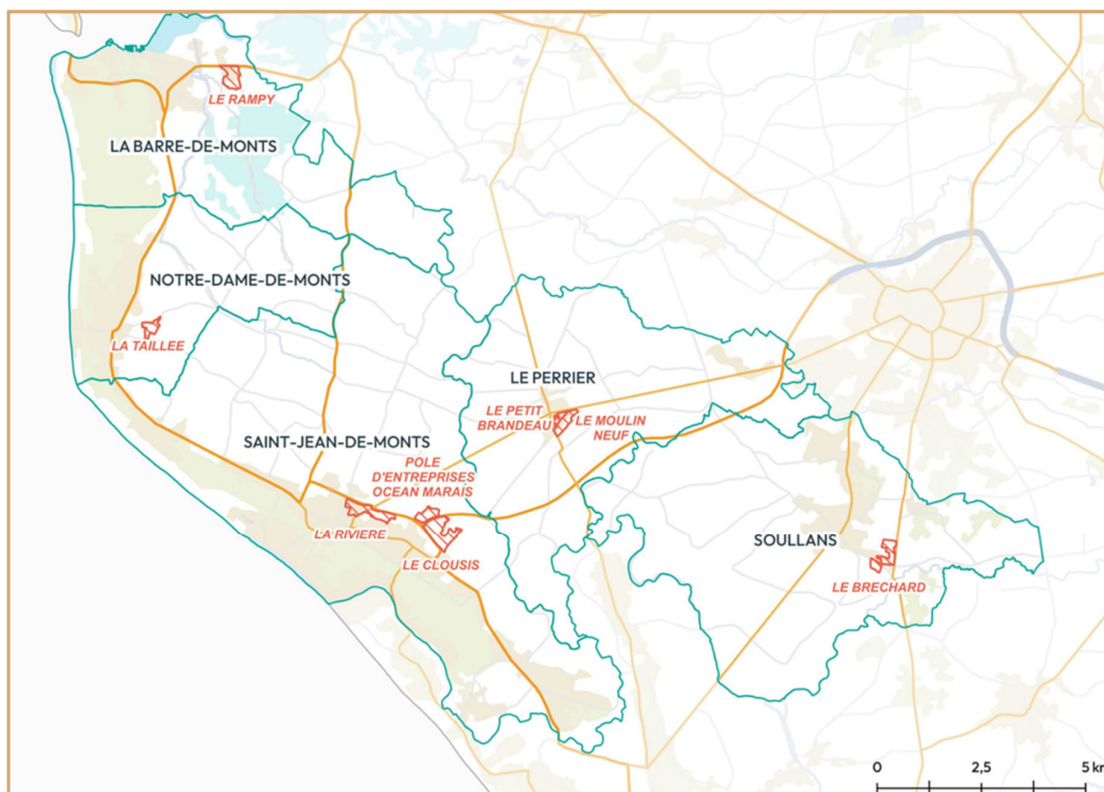 LE RAMPY
LA BARRE-DE-MONTS
NOTRE-DAME-DE-MONTS
LA TAILLEE
LE PERRIER
LE PETIT
BRANDEAU
LE MOULIN
NEUF
SAINT-JEAN-DE-MONTS
POLE
D'ENTREPRISES
OCEAN MARAIS
LA RIVIERE
LE CLOUSIS
SOULLANS
LE BRECHARD
0 2,5 5 km